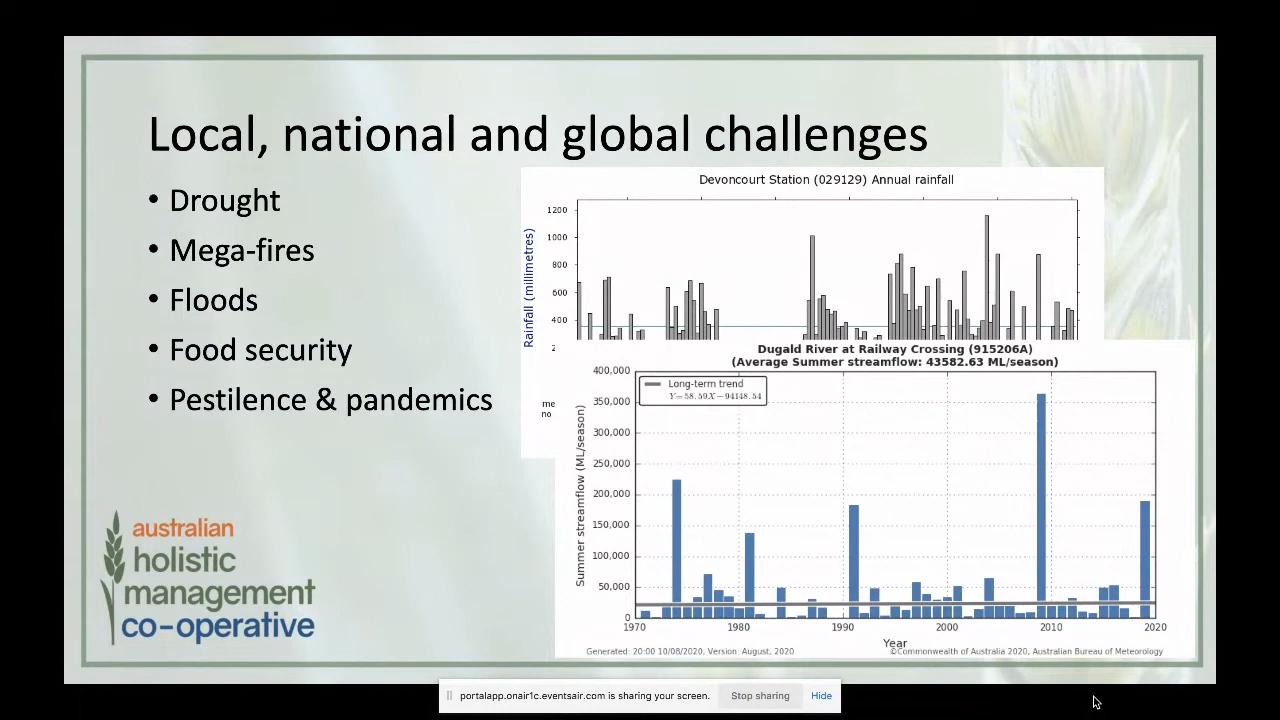 Local, national and global challenges
• Drought
• Mega-fires
• Floods
• Food security
• Pestilence & pandemics
Devoncourt Station (029129) Annual rainfall
Rainfall (millimetres)
1200
1000
800
600
400
2
me
no
Dugald River at Railway Crossing (915206A)
(Average Summer streamflow: 43582.63 ML/season)
Summer streamflow (ML/season)
400,000
350,000
300,000
250,000
200,000
150,000
100,000
50,000
0
Long-term trend
Y=58.59X−94148.54
1970 1980 1990 2000 2010 2020
Year
Generated: 20:00 10/08/2020, Version: August, 2020
©Commonwealth of Australia 2020, Australian Bureau of Meteorology
australian
holistic
management
co-operative
portalapp.onair1c.eventsair.com is sharing your screen.
Stop sharing
Hide